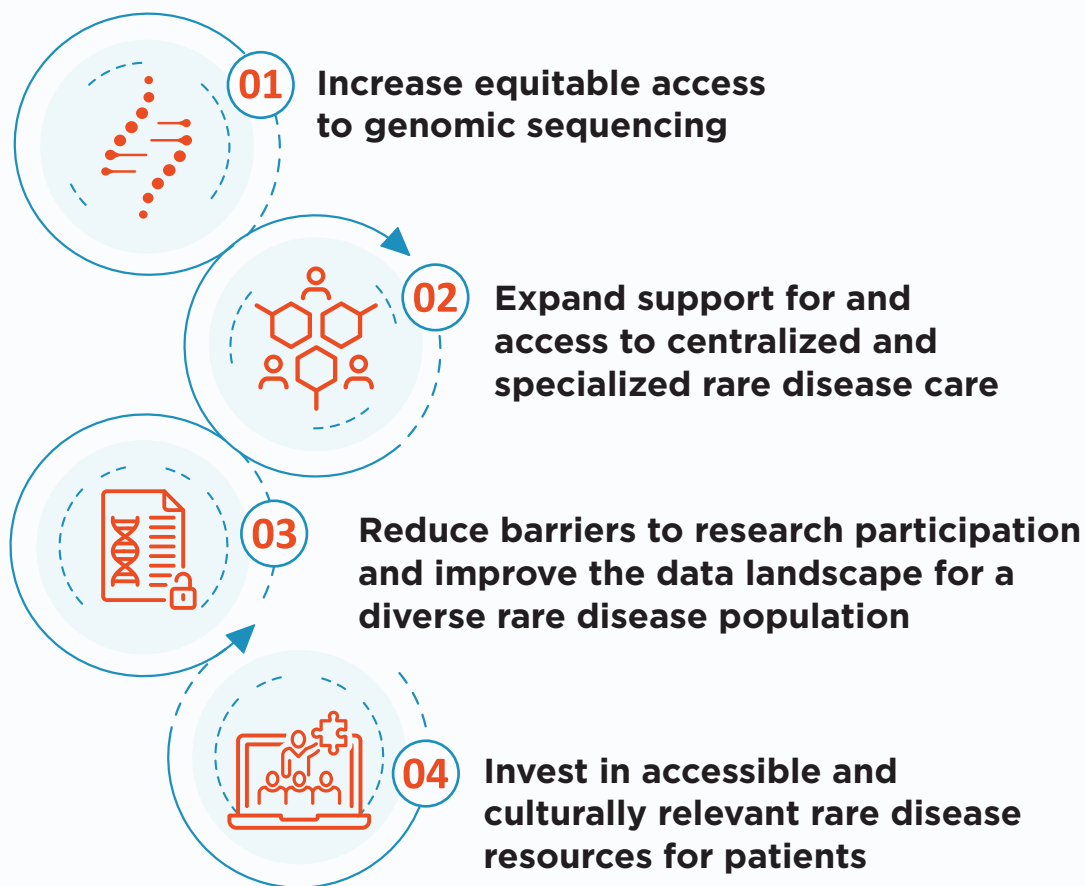 01
Increase equitable access
to genomic sequencing
02
Expand support for and
access to centralized and
specialized rare disease care
03
Reduce barriers to research participation
and improve the data landscape for a
diverse rare disease population
04
Invest in accessible and
culturally relevant rare disease
resources for patients